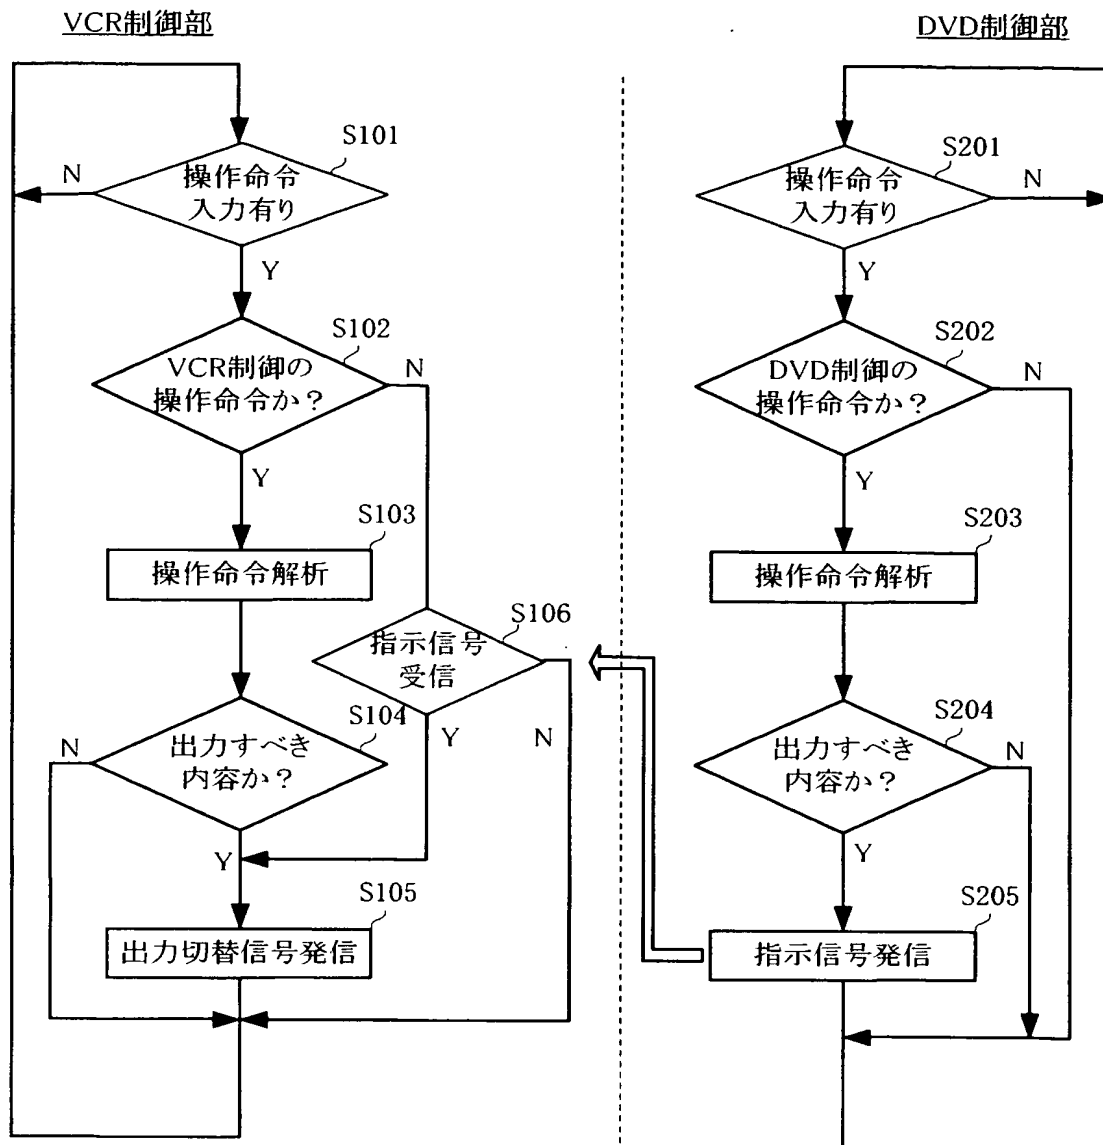 VCR制御部
S101
操作命令
入力有り
N
Y
S102
VCR制御の
操作命令か?
N
Y
S103
操作命令解析
S106
指示信号
受信
Y
N
S104
出力すべき
内容か?
N
Y
S105
出力切替信号発信
DVD制御部
S201
操作命令
入力有り
N
Y
S202
DVD制御の
操作命令か?
N
Y
S203
操作命令解析
S204
出力すべき
内容か?
N
Y
S205
指示信号発信